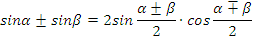 sinα ± sinβ = 2sin (α ± β)/2 · cos (α ∓ β)/2